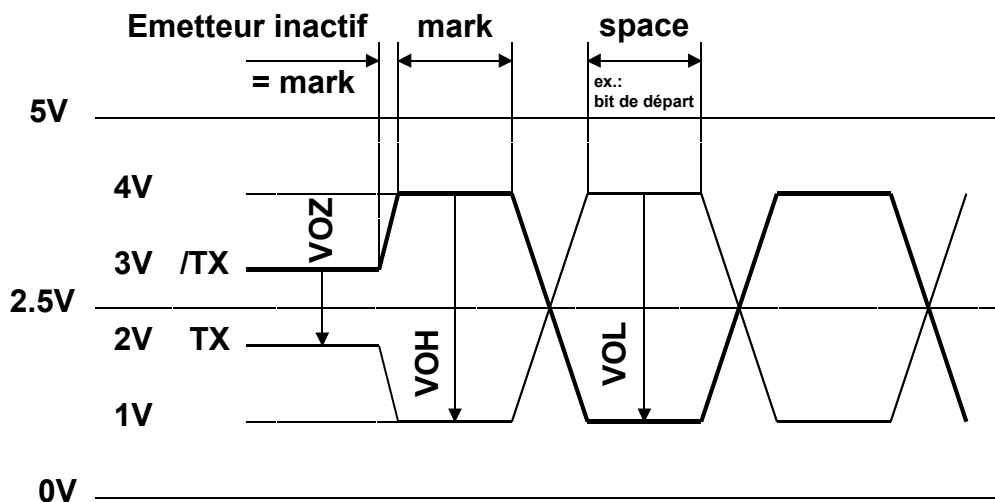 Emetteur inactif
mark
space
= mark
ex.:
bit de départ
5V
4V
VOZ
3V /TX
2.5V
2V TX
VOH
VOL
1V
0V